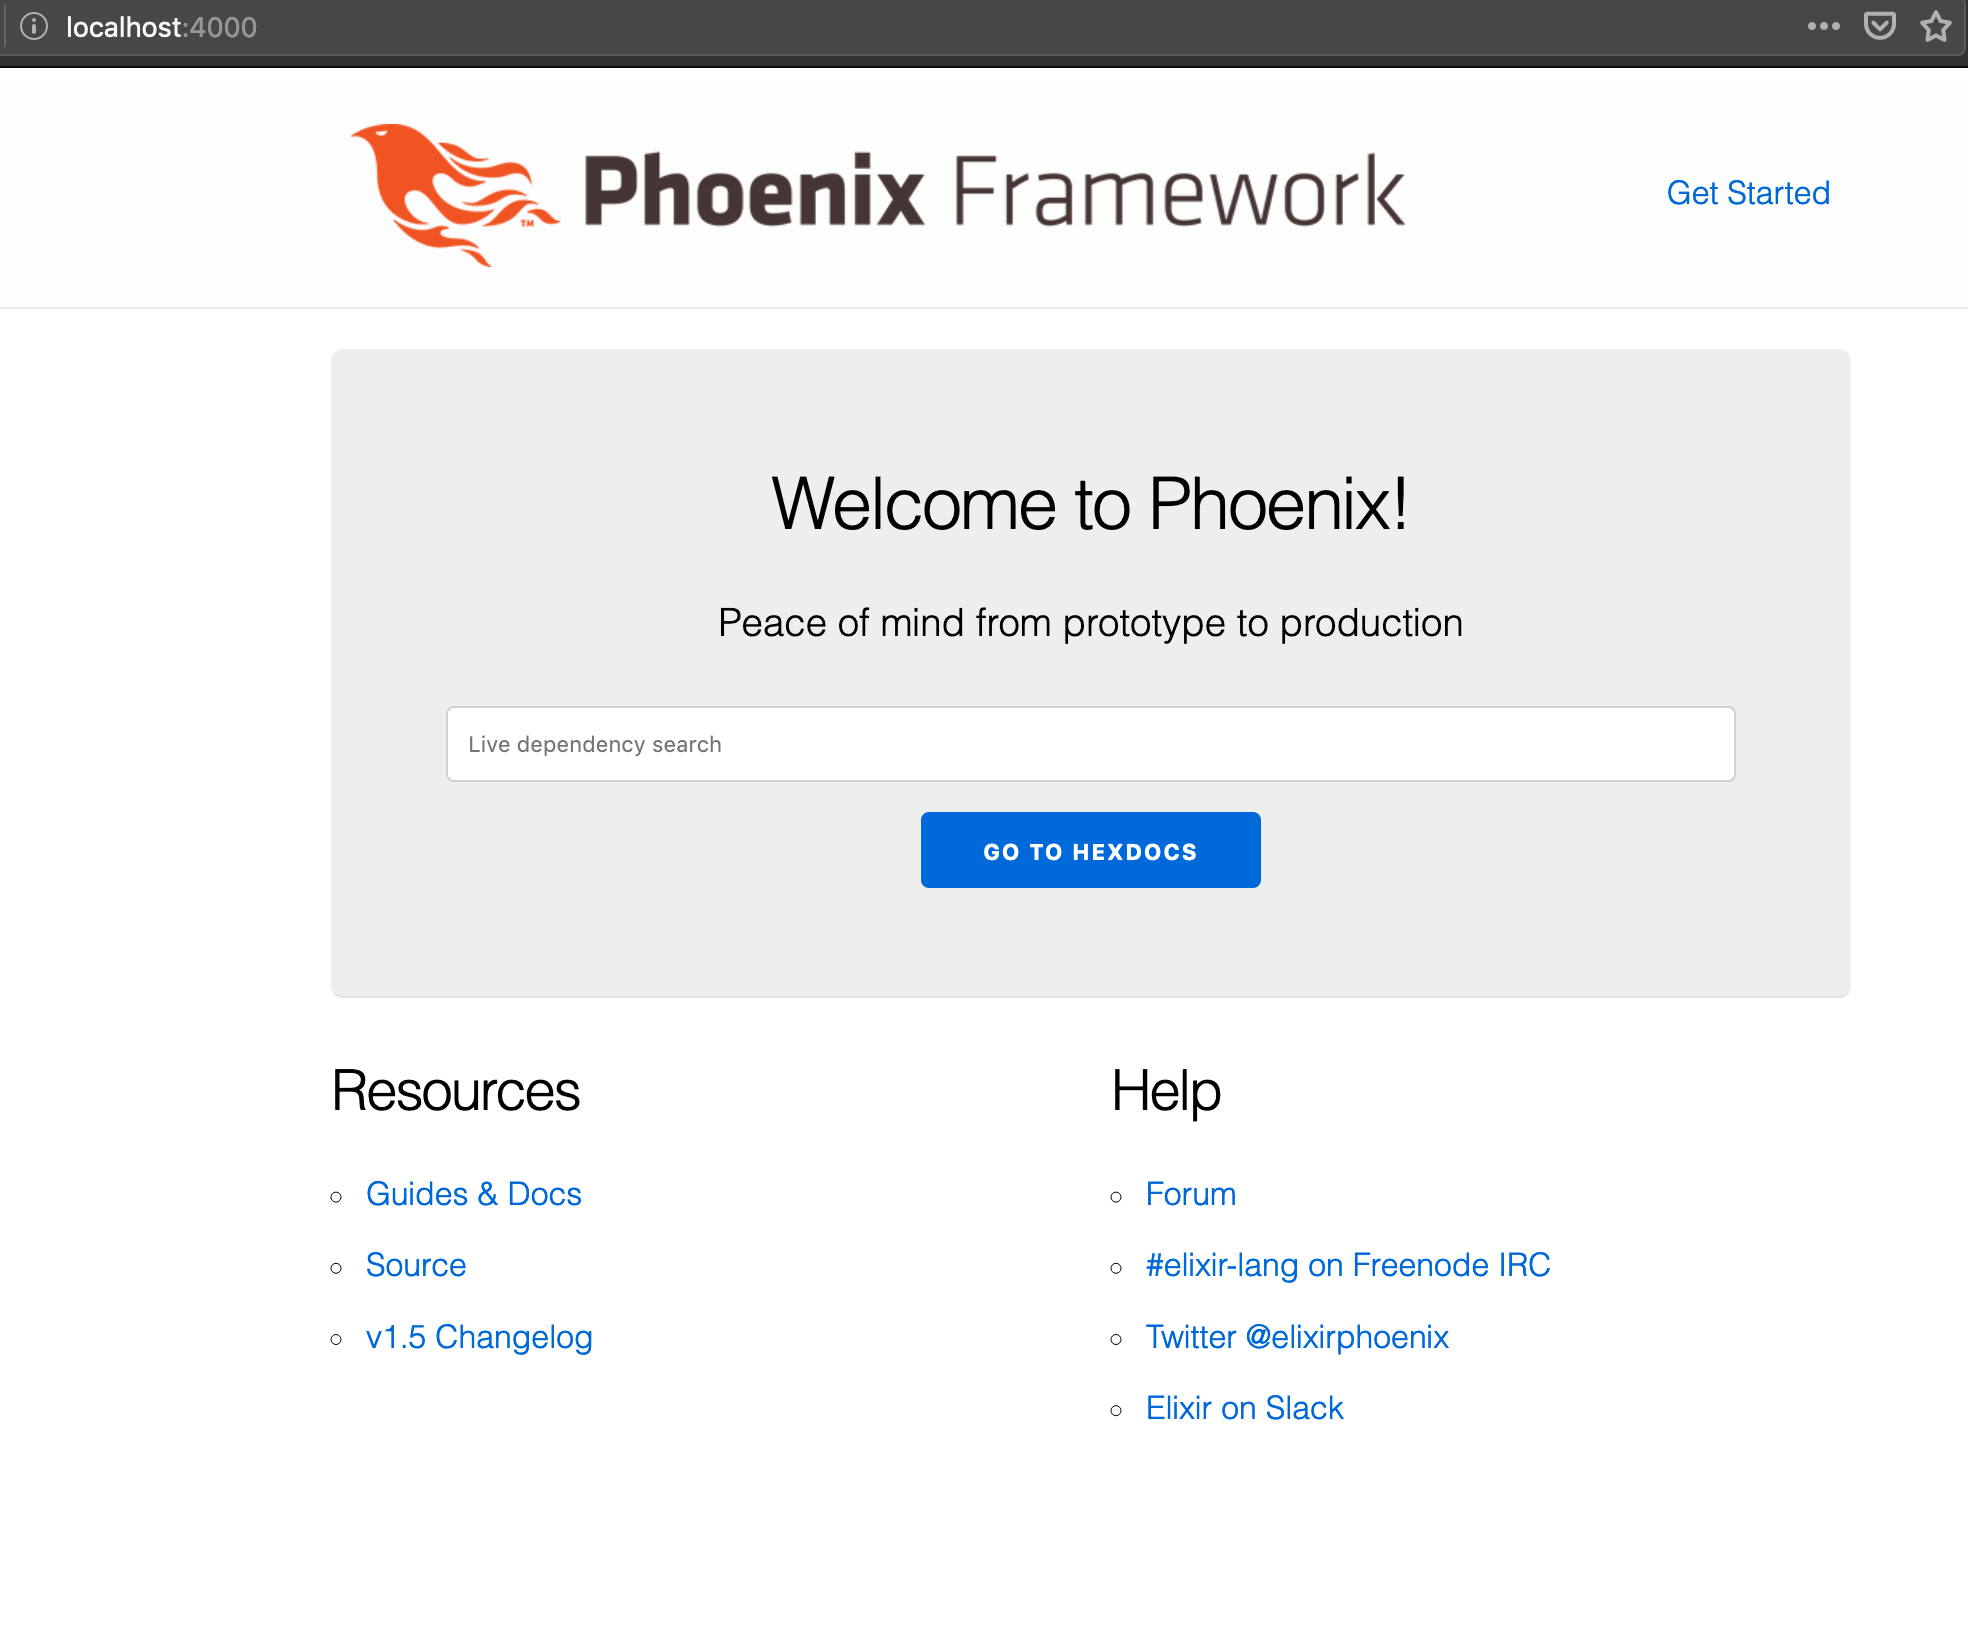 localhost:4000
Phoenix Framework
™
Get Started
Welcome to Phoenix!
Peace of mind from prototype to production
Live dependency search
GO TO HEXDOCS
Resources
Guides & Docs
Source
v1.5 Changelog
Help
Forum
#elixir-lang on Freenode IRC
Twitter @elixirphoenix
Elixir on Slack